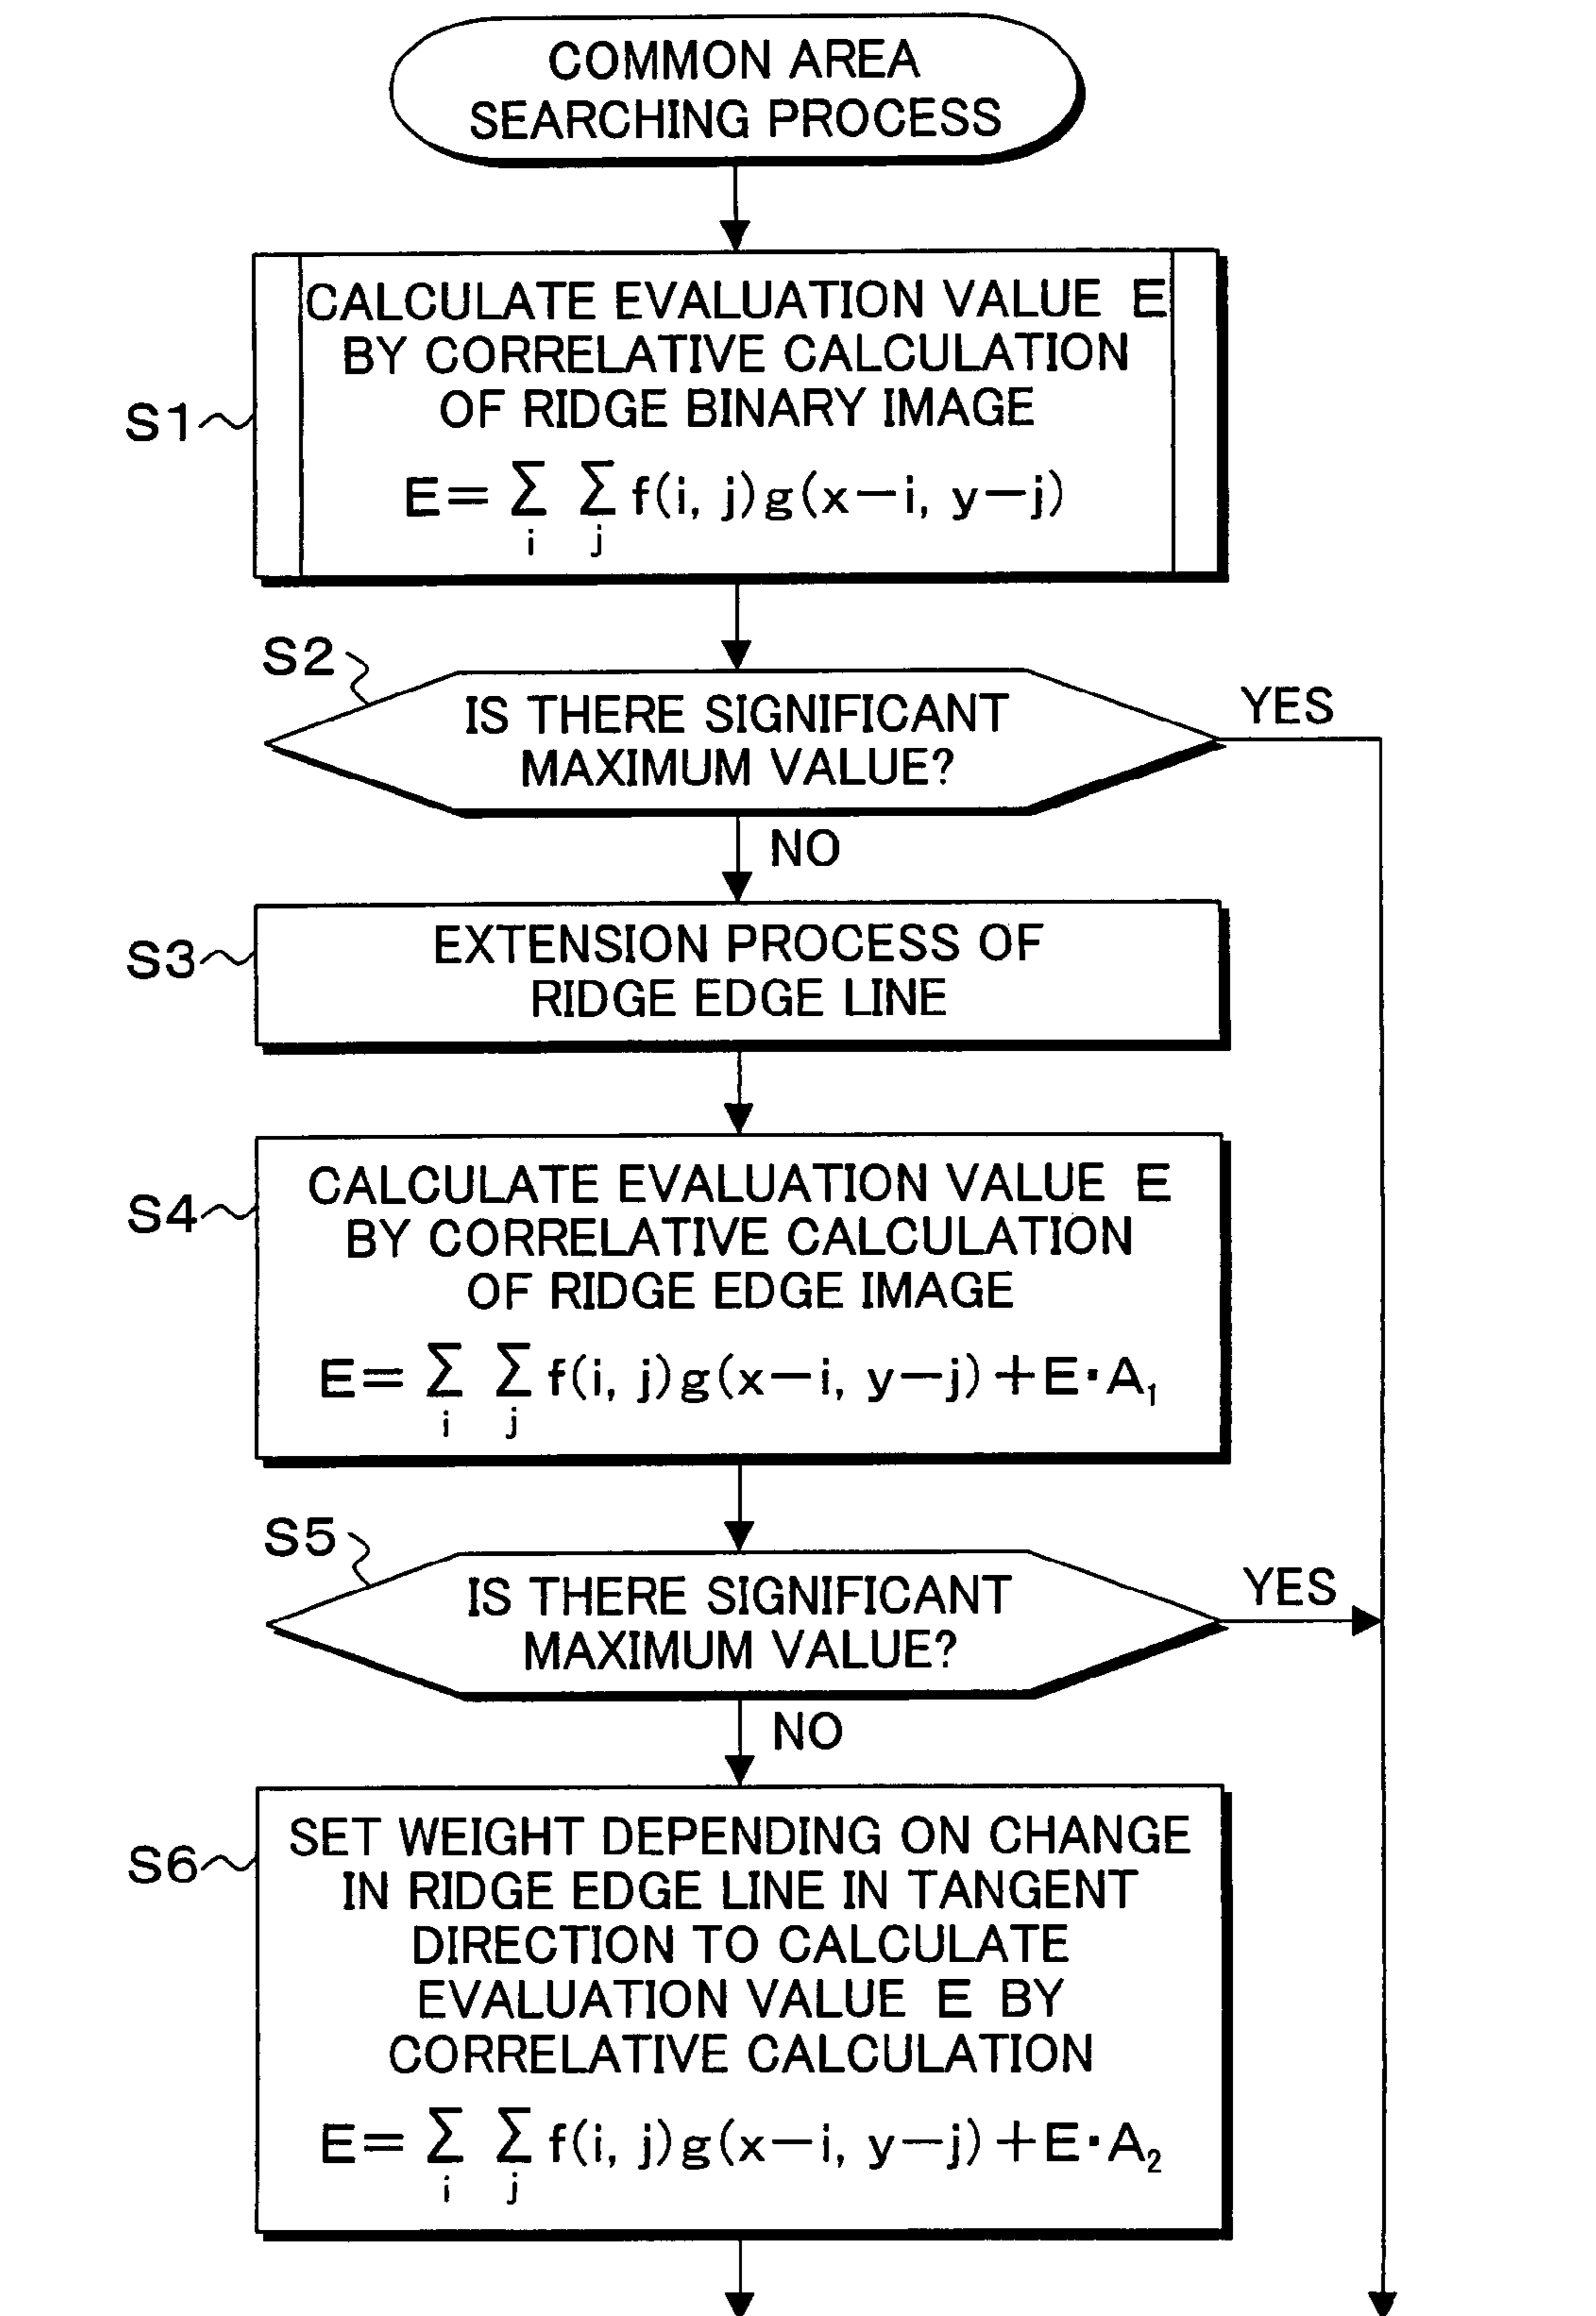 COMMON AREA
SEARCHING PROCESS
CALCULATE EVALUATION VALUE E
BY CORRELATIVE CALCULATION
OF RIDGE BINARY IMAGE
E=∑∑f(i, j)g(x−i, y−j)
i j
S1
S2
IS THERE SIGNIFICANT
MAXIMUM VALUE?
YES
NO
S3
EXTENSION PROCESS OF
RIDGE EDGE LINE
S4
CALCULATE EVALUATION VALUE E
BY CORRELATIVE CALCULATION
OF RIDGE EDGE IMAGE
E=∑∑f(i, j)g(x−i, y−j)+E·A₁
i j
S5
IS THERE SIGNIFICANT
MAXIMUM VALUE?
YES
NO
S6
SET WEIGHT DEPENDING ON CHANGE
IN RIDGE EDGE LINE IN TANGENT
DIRECTION TO CALCULATE
EVALUATION VALUE E BY
CORRELATIVE CALCULATION
E=∑∑f(i, j)g(x−i, y−j)+E·A₂
i j